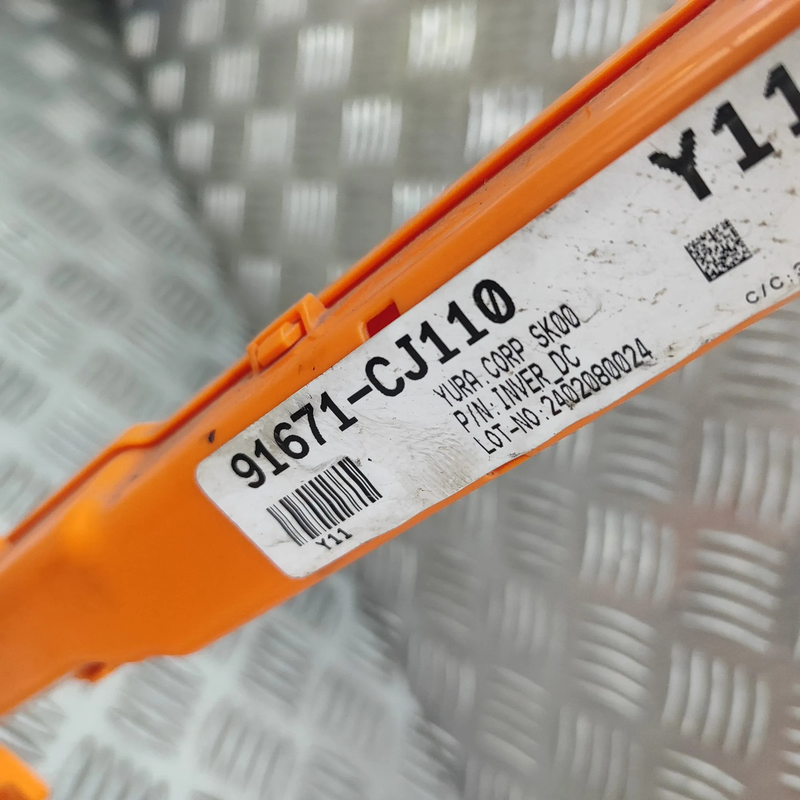 Y11
C/C:
91671-CJ110
YURA.CORP SK00
P/N:INVER_DC
LOT-NO:2402080024
Y11